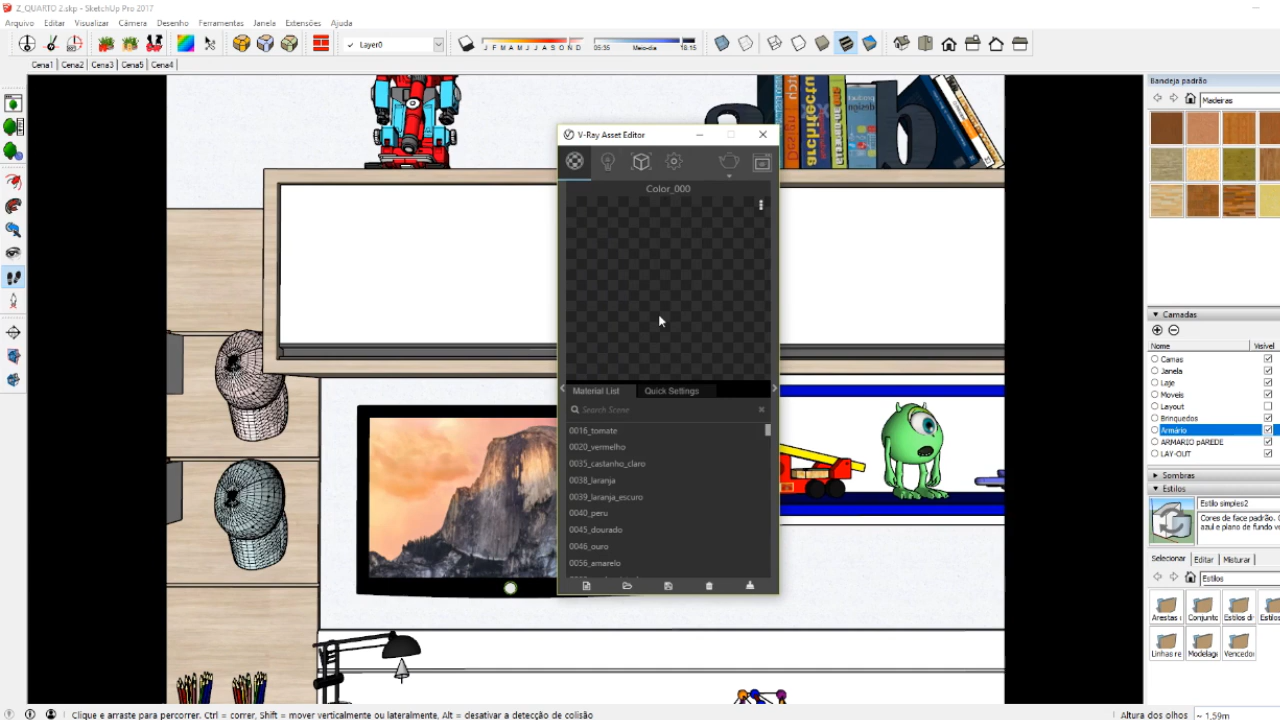 Z_QUARTO 2.skp - SketchUp Pro 2017
Arquivo Editar Visualizar Câmera Desenho Ferramentas Janela Extensões Ajuda
Layer0
J F M A M J J A S O N D
05:35 Meio-dia 18:15
Cena1 Cena2 Cena3 Cena5 Cena4
Bandeja padrão
Madeiras
V-Ray Asset Editor
Color_000
Material List Quick Settings
Search Scene
0016_tomate
0020_vermelho
0035_castanho_claro
0038_laranja
0039_laranja_escuro
0040_peru
0045_dourado
0046_ouro
0056_amarelo
Camadas
Nome Visível
Camas
Janela
Laje
Moveis
Layout
Brinquedos
Armário
ARMARIO pAREDE
LAY-OUT
Sombras
Estilos
Estilo simples2
Cores de face padrão.
azul e plano de fundo
Selecionar Editar Misturar
Estilos
Arestas Conjunto Estilos di Estilos
Linhas re Modelag Vencedo
Clique e arraste para percorrer. Ctrl = correr, Shift = mover verticalmente ou lateralmente, Alt = desativar a detecção de colisão
Altura dos olhos ~ 1,59m